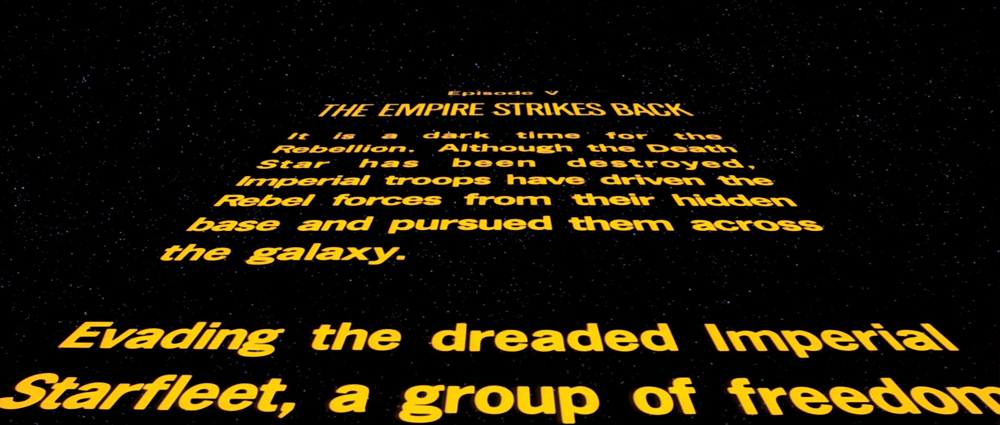 Episode V
THE EMPIRE STRIKES BACK
It is a dark time for the
Rebellion. Although the Death
Star has been destroyed,
Imperial troops have driven the
Rebel forces from their hidden
base and pursued them across
the galaxy.
Evading the dreaded Imperial
Starfleet, a group of freedom